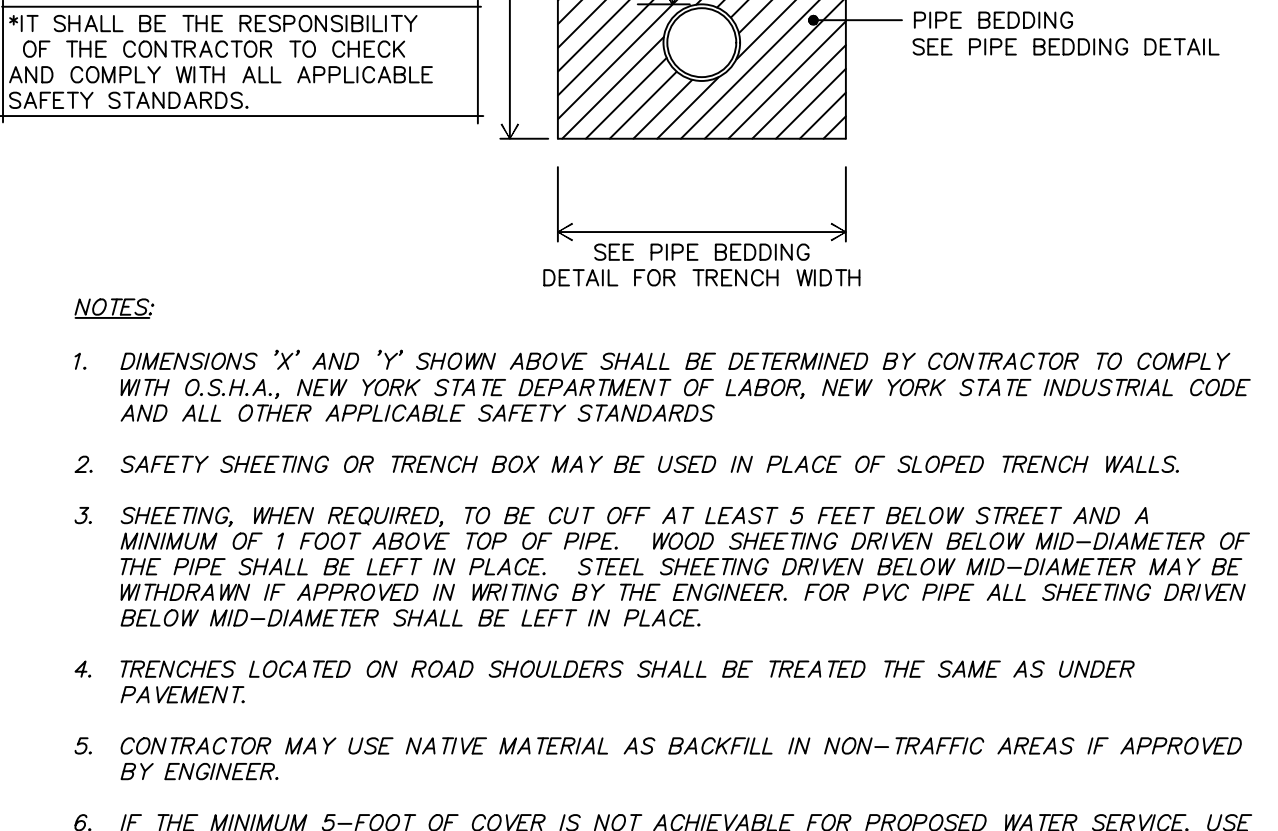 *IT SHALL BE THE RESPONSIBILITY
OF THE CONTRACTOR TO CHECK
AND COMPLY WITH ALL APPLICABLE
SAFETY STANDARDS.
PIPE BEDDING
SEE PIPE BEDDING DETAIL
SEE PIPE BEDDING
DETAIL FOR TRENCH WIDTH
NOTES:
1. DIMENSIONS 'X' AND 'Y' SHOWN ABOVE SHALL BE DETERMINED BY CONTRACTOR TO COMPLY
WITH O.S.H.A., NEW YORK STATE DEPARTMENT OF LABOR, NEW YORK STATE INDUSTRIAL CODE
AND ALL OTHER APPLICABLE SAFETY STANDARDS
2. SAFETY SHEETING OR TRENCH BOX MAY BE USED IN PLACE OF SLOPED TRENCH WALLS.
3. SHEETING, WHEN REQUIRED, TO BE CUT OFF AT LEAST 5 FEET BELOW STREET AND A
MINIMUM OF 1 FOOT ABOVE TOP OF PIPE. WOOD SHEETING DRIVEN BELOW MID-DIAMETER OF
THE PIPE SHALL BE LEFT IN PLACE. STEEL SHEETING DRIVEN BELOW MID-DIAMETER MAY BE
WITHDRAWN IF APPROVED IN WRITING BY THE ENGINEER. FOR PVC PIPE ALL SHEETING DRIVEN
BELOW MID-DIAMETER SHALL BE LEFT IN PLACE.
4. TRENCHES LOCATED ON ROAD SHOULDERS SHALL BE TREATED THE SAME AS UNDER
PAVEMENT.
5. CONTRACTOR MAY USE NATIVE MATERIAL AS BACKFILL IN NON-TRAFFIC AREAS IF APPROVED
BY ENGINEER.
6. IF THE MINIMUM 5-FOOT OF COVER IS NOT ACHIEVABLE FOR PROPOSED WATER SERVICE, USE